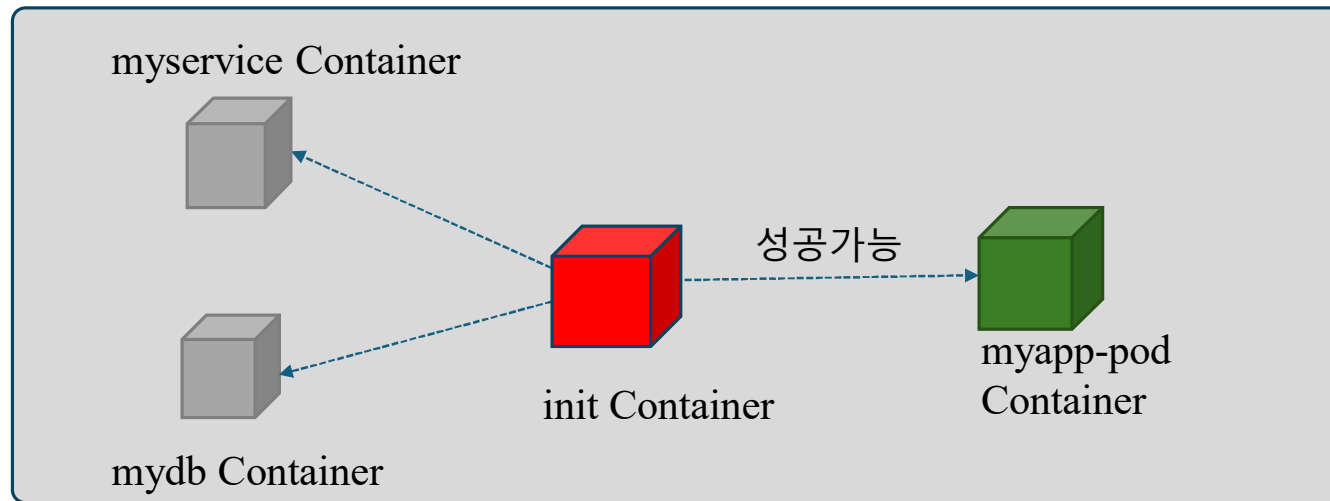 myservice Container
성공가능
init Container
myapp-pod
Container
mydb Container